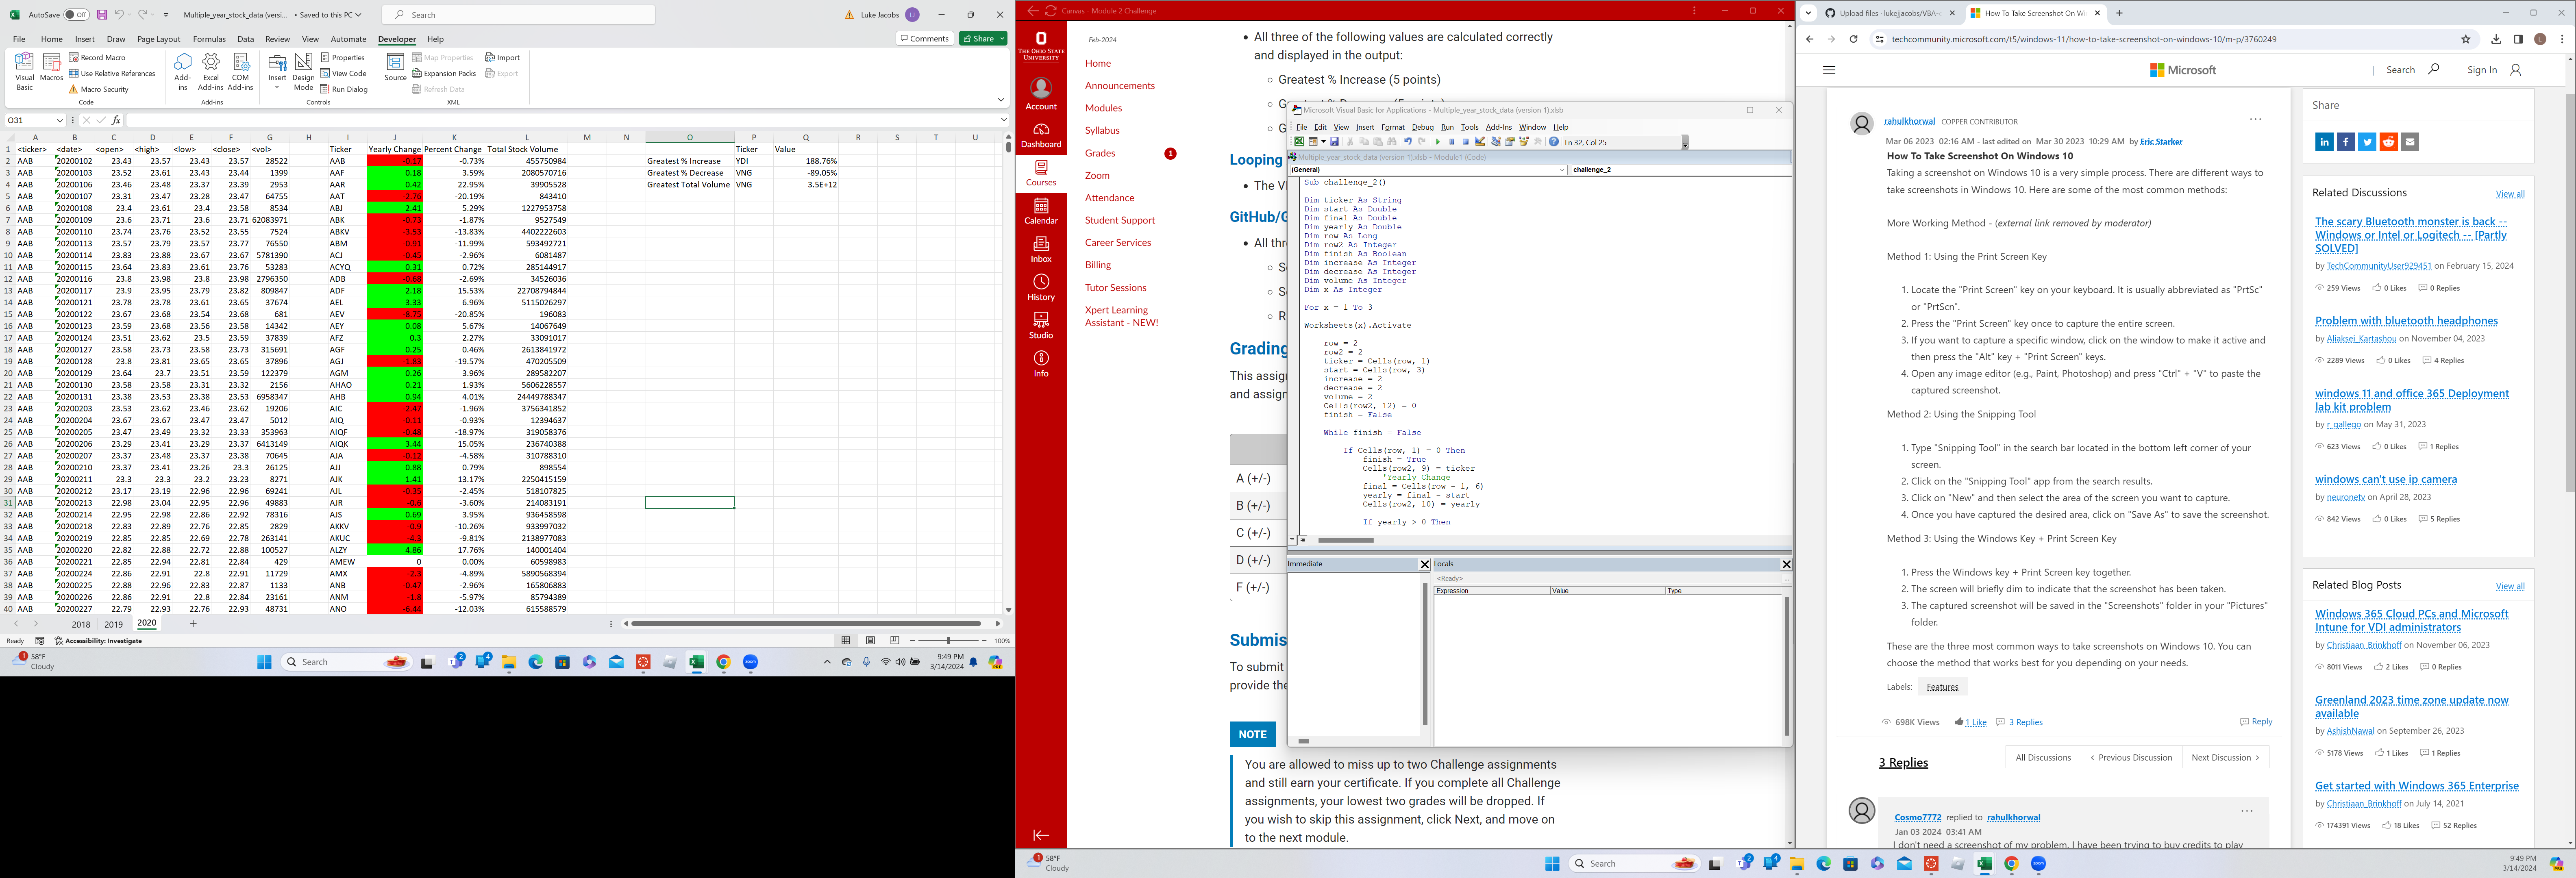 AutoSave Off Multiple_year_stock_data (versi... • Saved to this PC Search Luke Jacobs LJ
File Home Insert Draw Page Layout Formulas Data Review View Automate Developer Help Comments Share
Visual Basic Macros Record Macro Use Relative References Macro Security Add-ins Excel Add-ins COM Add-ins Insert Design Mode Properties View Code Run Dialog Source Map Properties Expansion Packs Refresh Data Import Export
Code Add-ins Controls XML
O31 fx
A B C D E F G H I J K L M N O P Q R S T U
1 <ticker> <date> <open> <high> <low> <close> <vol> Ticker Yearly Change Percent Change Total Stock Volume Ticker Value
2 AAB 20200102 23.43 23.57 23.43 23.57 28522 AAB -0.17 -0.73% 455750984 Greatest % Increase YDI 188.76%
3 AAB 20200103 23.52 23.61 23.43 23.44 1399 AAF 0.18 3.59% 2080570716 Greatest % Decrease VNG -89.05%
4 AAB 20200106 23.46 23.48 23.37 23.39 2953 AAR 0.42 22.95% 39905528 Greatest Total Volume VNG 3.5E+12
5 AAB 20200107 23.31 23.47 23.28 23.47 64755 AAT -2.76 -20.19% 843410
6 AAB 20200108 23.4 23.61 23.4 23.58 8534 ABJ 2.41 5.29% 1227953758
7 AAB 20200109 23.6 23.71 23.6 23.71 62083971 ABK -0.73 -1.87% 9527549
8 AAB 20200110 23.74 23.76 23.52 23.55 7524 ABKV -3.53 -13.83% 4402222603
9 AAB 20200113 23.57 23.79 23.57 23.77 76550 ABM -0.91 -11.99% 593492721
10 AAB 20200114 23.83 23.88 23.67 23.67 5781390 ACJ -0.45 -2.96% 6081487
11 AAB 20200115 23.64 23.83 23.61 23.76 53283 ACYQ 0.31 0.72% 285144917
12 AAB 20200116 23.8 23.98 23.8 23.98 2796350 ADB -0.68 -2.69% 34526036
13 AAB 20200117 23.9 23.95 23.79 23.82 809847 ADF 2.18 15.53% 22708794844
14 AAB 20200121 23.78 23.78 23.61 23.65 37674 AEL 3.33 6.96% 5115026297
15 AAB 20200122 23.67 23.68 23.54 23.68 681 AEV -8.75 -20.85% 196083
16 AAB 20200123 23.59 23.68 23.56 23.58 14342 AEY 0.08 5.67% 14067649
17 AAB 20200124 23.51 23.62 23.5 23.59 37839 AFZ 0.3 2.27% 33091017
18 AAB 20200127 23.58 23.73 23.58 23.73 315691 AGF 0.25 0.46% 2613841972
19 AAB 20200128 23.8 23.81 23.65 23.65 37896 AGJ -1.83 -19.57% 470205509
20 AAB 20200129 23.64 23.7 23.51 23.59 122379 AGM 0.26 3.96% 289582207
21 AAB 20200130 23.58 23.58 23.31 23.32 2156 AHAO 0.21 1.93% 5606228557
22 AAB 20200131 23.38 23.53 23.38 23.53 6958347 AHB 0.94 4.01% 24449788347
23 AAB 20200203 23.53 23.62 23.46 23.62 19206 AIC -2.47 -1.96% 3756341852
24 AAB 20200204 23.67 23.67 23.47 23.47 5012 AIQ -0.11 -0.93% 12394637
25 AAB 20200205 23.47 23.49 23.32 23.33 353963 AIQF -0.48 -18.97% 319058376
26 AAB 20200206 23.29 23.41 23.29 23.37 6413149 AIQK 3.44 15.05% 236740388
27 AAB 20200207 23.37 23.48 23.37 23.38 70645 AJA -0.12 -4.58% 310788310
28 AAB 20200210 23.37 23.41 23.26 23.3 26125 AJJ 0.88 0.79% 898554
29 AAB 20200211 23.3 23.3 23.2 23.23 8271 AJK 1.41 13.17% 2250415159
30 AAB 20200212 23.17 23.19 22.96 22.96 69241 AJL -0.35 -2.45% 518107825
31 AAB 20200213 22.98 23.04 22.95 22.96 49883 AJR -0.6 -3.60% 214083191
32 AAB 20200214 22.95 22.98 22.86 22.92 78316 AJS 0.69 3.95% 936458598
33 AAB 20200218 22.83 22.89 22.76 22.85 2829 AKKV -0.9 -10.26% 933997032
34 AAB 20200219 22.85 22.85 22.69 22.78 263141 AKUC -4.3 -9.81% 2138977083
35 AAB 20200220 22.82 22.88 22.72 22.88 100527 ALZY 4.86 17.76% 140001404
36 AAB 20200221 22.85 22.94 22.81 22.84 429 AMEW 0 0.00% 60598983
37 AAB 20200224 22.86 22.91 22.8 22.91 11729 AMX -2.3 -4.89% 5890568394
38 AAB 20200225 22.88 22.96 22.83 22.87 1133 ANB -0.47 -2.96% 165806883
39 AAB 20200226 22.86 22.91 22.8 22.84 23161 ANM -1.8 -5.97% 85794389
40 AAB 20200227 22.79 22.93 22.76 22.93 48731 ANO -6.44 -12.03% 615588579
2018 2019 2020
Ready Accessibility: Investigate 100%
58°F Cloudy Search 9:49 PM 3/14/2024
Canvas - Module 2 Challenge
THE OHIO STATE UNIVERSITY
Account
Dashboard
Courses
Calendar
Inbox
History
Studio
Info
Feb-2024
Home
Announcements
Modules
Syllabus
Grades 1
Zoom
Attendance
Student Support
Career Services
Billing
Tutor Sessions
Xpert Learning Assistant - NEW!
All three of the following values are calculated correctly
and displayed in the output:
Greatest % Increase (5 points)
Looping
The VB
GitHub/G
All thre
Grading
This assig
and assign
A (+/-)
B (+/-)
C (+/-)
D (+/-)
F (+/-)
Submis
To submit
provide the
NOTE
You are allowed to miss up to two Challenge assignments
and still earn your certificate. If you complete all Challenge
assignments, your lowest two grades will be dropped. If
you wish to skip this assignment, click Next, and move on
to the next module.
Microsoft Visual Basic for Applications - Multiple_year_stock_data (version 1).xlsb
File Edit View Insert Format Debug Run Tools Add-Ins Window Help
Ln 32, Col 25
Multiple_year_stock_data (version 1).xlsb - Module1 (Code)
(General) challenge_2
Sub challenge_2()
Dim ticker As String
Dim start As Double
Dim final As Double
Dim yearly As Double
Dim row As Long
Dim row2 As Integer
Dim finish As Boolean
Dim increase As Integer
Dim decrease As Integer
Dim volume As Integer
Dim x As Integer
For x = 1 To 3
Worksheets(x).Activate
row = 2
row2 = 2
ticker = Cells(row, 1)
start = Cells(row, 3)
increase = 2
decrease = 2
volume = 2
Cells(row2, 12) = 0
finish = False
While finish = False
If Cells(row, 1) = 0 Then
finish = True
Cells(row2, 9) = ticker
'Yearly Change
final = Cells(row - 1, 6)
yearly = final - start
Cells(row2, 10) = yearly
If yearly > 0 Then
Immediate Locals
<Ready>
Expression Value Type
58°F Cloudy Search 9:49 PM 3/14/2024
Upload files · lukejjacobs/VBA- How To Take Screenshot On Wi
techcommunity.microsoft.com/t5/windows-11/how-to-take-screenshot-on-windows-10/m-p/3760249
Microsoft Search Sign In
rahulkhorwal COPPER CONTRIBUTOR
Mar 06 2023 02:16 AM - last edited on Mar 30 2023 10:29 AM by Eric Starker
How To Take Screenshot On Windows 10
Taking a screenshot on Windows 10 is a very simple process. There are different ways to
take screenshots in Windows 10. Here are some of the most common methods:
More Working Method - (external link removed by moderator)
Method 1: Using the Print Screen Key
1. Locate the "Print Screen" key on your keyboard. It is usually abbreviated as "PrtSc"
or "PrtScn".
2. Press the "Print Screen" key once to capture the entire screen.
3. If you want to capture a specific window, click on the window to make it active and
then press the "Alt" key + "Print Screen" keys.
4. Open any image editor (e.g., Paint, Photoshop) and press "Ctrl" + "V" to paste the
captured screenshot.
Method 2: Using the Snipping Tool
1. Type "Snipping Tool" in the search bar located in the bottom left corner of your
screen.
2. Click on the "Snipping Tool" app from the search results.
3. Click on "New" and then select the area of the screen you want to capture.
4. Once you have captured the desired area, click on "Save As" to save the screenshot.
Method 3: Using the Windows Key + Print Screen Key
1. Press the Windows key + Print Screen key together.
2. The screen will briefly dim to indicate that the screenshot has been taken.
3. The captured screenshot will be saved in the "Screenshots" folder in your "Pictures"
folder.
These are the three most common ways to take screenshots on Windows 10. You can
choose the method that works best for you depending on your needs.
Labels: Features
698K Views 1 Like 3 Replies Reply
3 Replies All Discussions Previous Discussion Next Discussion
Cosmo7772 replied to rahulkhorwal
Jan 03 2024 03:41 AM
I don't need a screenshot of my problem. I have been trying to buy credits to play
Share
Related Discussions View all
The scary Bluetooth monster is back --
Windows or Intel or Logitech -- [Partly
SOLVED]
by TechCommunityUser929451 on February 15, 2024
259 Views 0 Likes 0 Replies
Problem with bluetooth headphones
by Aliaksei_Kartashou on November 04, 2023
2289 Views 0 Likes 4 Replies
windows 11 and office 365 Deployment
lab kit problem
by r_gallego on May 31, 2023
623 Views 0 Likes 1 Replies
windows can't use ip camera
by neuronetv on April 28, 2023
842 Views 0 Likes 5 Replies
Related Blog Posts View all
Windows 365 Cloud PCs and Microsoft
Intune for VDI administrators
by Christiaan_Brinkhoff on November 06, 2023
8011 Views 2 Likes 0 Replies
Greenland 2023 time zone update now
available
by AshishNawal on September 26, 2023
5178 Views 1 Likes 1 Replies
Get started with Windows 365 Enterprise
by Christiaan_Brinkhoff on July 14, 2021
174391 Views 18 Likes 52 Replies